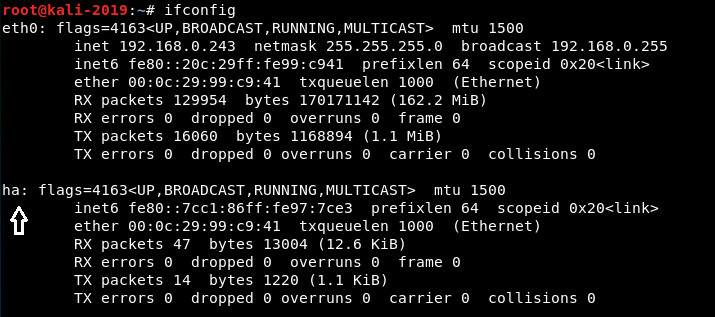 root@kali-2019:~# ifconfig
eth0: flags=4163<UP,BROADCAST,RUNNING,MULTICAST>  mtu 1500
        inet 192.168.0.243  netmask 255.255.255.0  broadcast 192.168.0.255
        inet6 fe80::20c:29ff:fe99:c941  prefixlen 64  scopeid 0x20<link>
        ether 00:0c:29:99:c9:41  txqueuelen 1000  (Ethernet)
        RX packets 129954  bytes 170171142 (162.2 MiB)
        RX errors 0  dropped 0  overruns 0  frame 0
        TX packets 16060  bytes 1168894 (1.1 MiB)
        TX errors 0  dropped 0 overruns 0  carrier 0  collisions 0
ha: flags=4163<UP,BROADCAST,RUNNING,MULTICAST>  mtu 1500
        inet6 fe80::7cc1:86ff:fe97:7ce3  prefixlen 64  scopeid 0x20<link>
        ether 00:0c:29:99:c9:41  txqueuelen 1000  (Ethernet)
        RX packets 47  bytes 13004 (12.6 KiB)
        RX errors 0  dropped 0  overruns 0  frame 0
        TX packets 14  bytes 1220 (1.1 KiB)
        TX errors 0  dropped 0 overruns 0  carrier 0  collisions 0